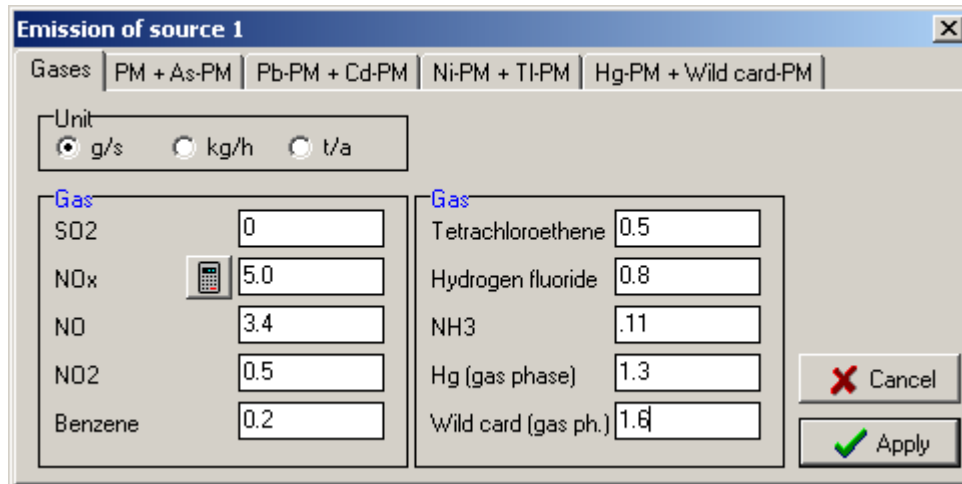 Emission of source 1
Gases PM + As-PM Pb-PM + Cd-PM Ni-PM + Tl-PM Hg-PM + Wild card-PM
Unit
g/s kg/h t/a
Gas
SO2 0
NOx 5.0
NO 3.4
NO2 0.5
Benzene 0.2
Gas
Tetrachloroethene 0.5
Hydrogen fluoride 0.8
NH3 .11
Hg (gas phase) 1.3
Wild card (gas ph.) 1.6
Cancel
Apply